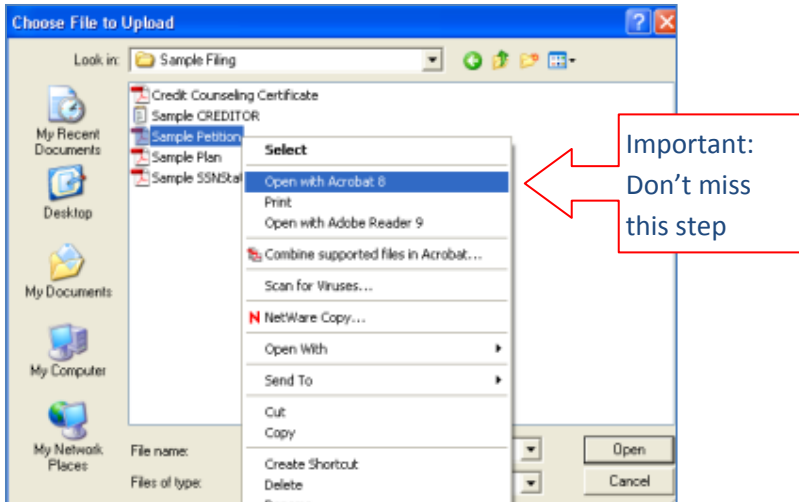 Choose File to Upload
Look in:
Sample Filing
Credit Counseling Certificate
Sample CREDITOR
Sample Petition
Sample Plan
Sample SSNStat
My Recent
Documents
Desktop
My Documents
My Computer
My Network
Places
Select
Open with Acrobat 8
Print
Open with Adobe Reader 9
Combine supported files in Acrobat...
Scan for Viruses...
NetWare Copy...
Open With
Send To
Cut
Copy
Create Shortcut
Delete
File name:
Files of type:
Open
Cancel
Important:
Don't miss
this step